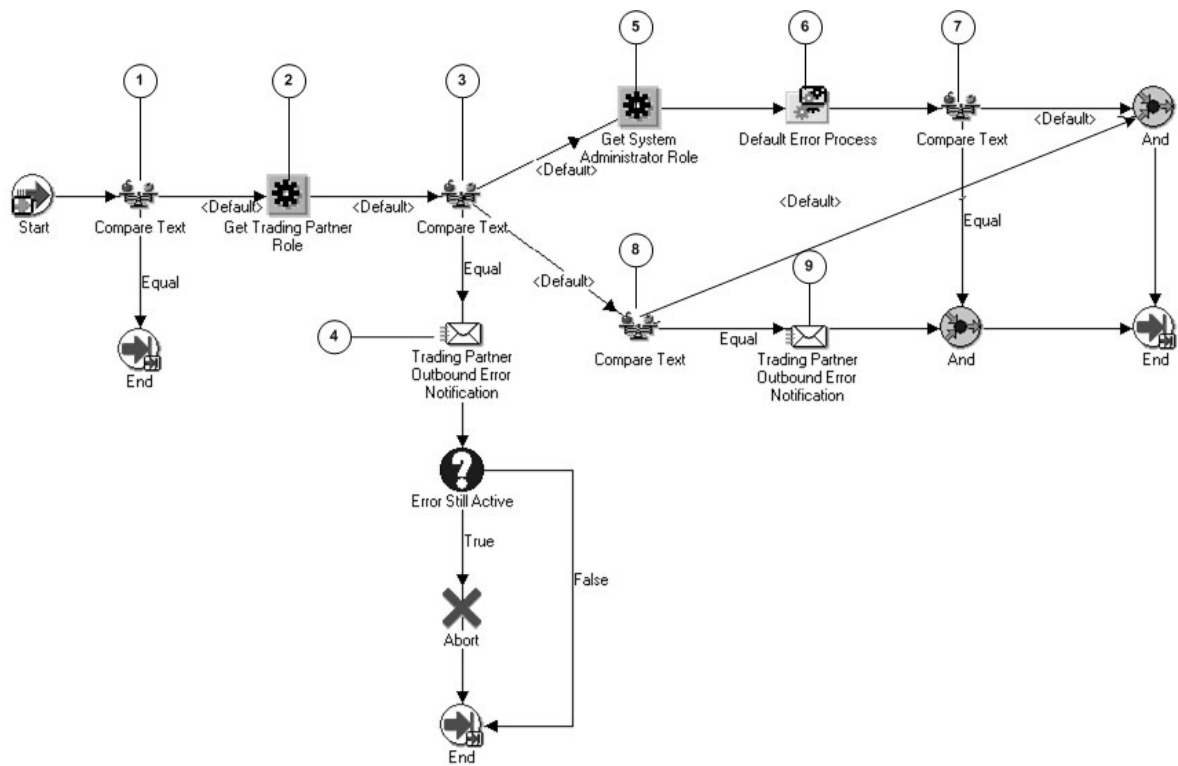 5
6
7
1
2
3
<Default>
And
Get System
Administrator Role
Default Error Process
Compare Text
<Default>
<Default>
Equal
Start
Compare Text
<Default>
Get Trading Partner
Role
<Default>
Compare Text
8
9
Equal
Equal
<Default>
4
Trading Partner
Outbound Error
Notification
Compare Text
Equal
Trading Partner
Outbound Error
Notification
And
End
End
Error Still Active
True
False
Abort
End